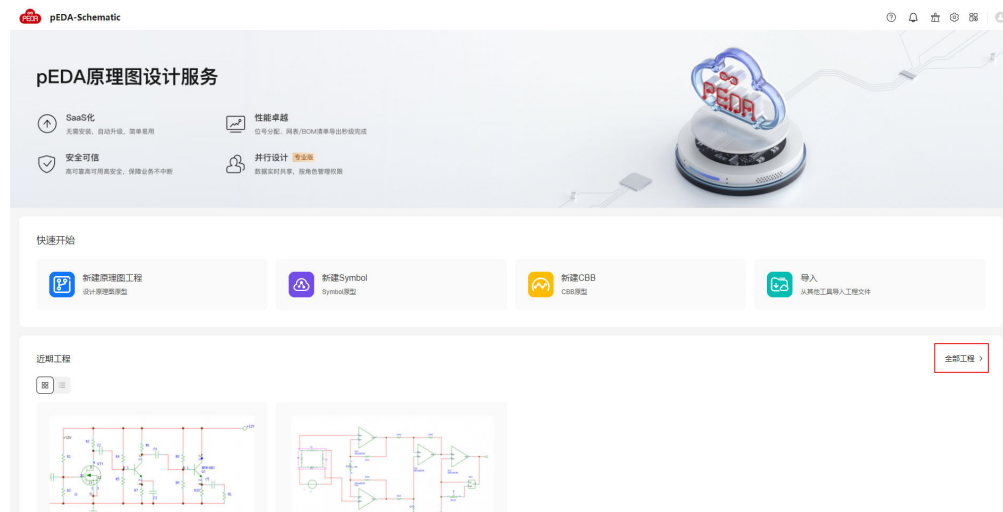 PEDA pEDA-Schematic
pEDA原理图设计服务
SaaS化
无需安装，自动升级，简单易用
性能卓越
位号分配、网表/BOM清单导出秒级完成
安全可信
高可靠高可用高安全，保障业务不中断
并行设计 专业版
数据实时共享，按角色管理权限
PEDA
快速开始
新建原理图工程
设计原理图原型
新建Symbol
Symbol原型
新建CBB
CBB原型
导入
从其他工具导入工程文件
近期工程
全部工程 >